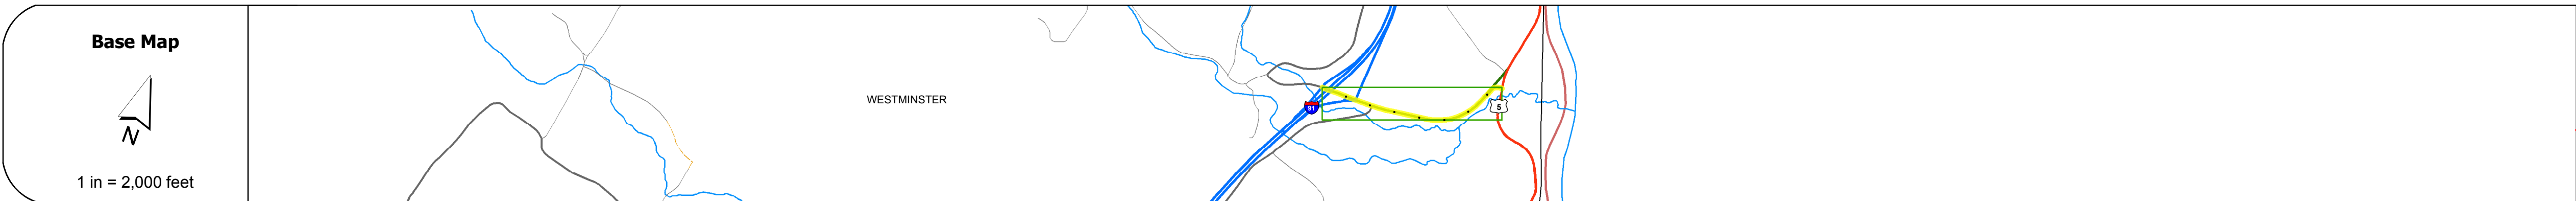 Base Map
N
1 in = 2,000 feet
WESTMINSTER
91
5